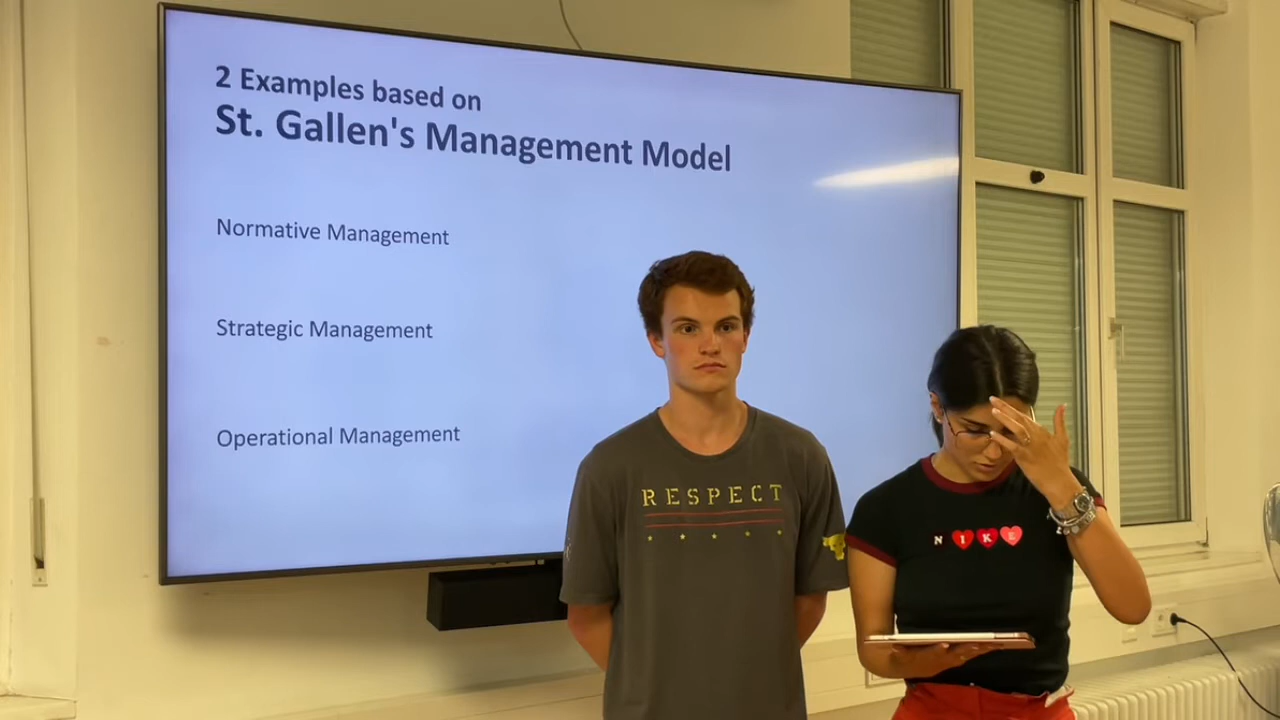 2 Examples based on
St. Gallen's Management Model
Normative Management
Strategic Management
Operational Management
RESPECT
NIKE